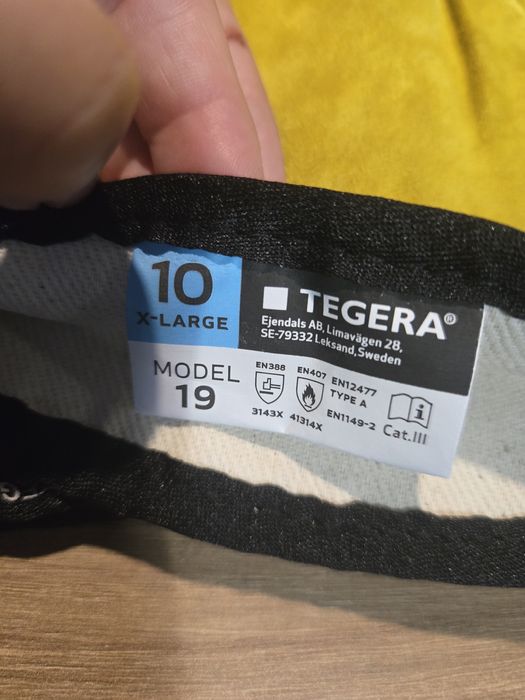 10
X-LARGE
TEGERA®
Ejendals AB, Limavägen 28,
SE-79332 Leksand, Sweden
MODEL
19
EN388
3143X
EN407
41314X
EN12477
TYPE A
EN1149-2
i
Cat.III